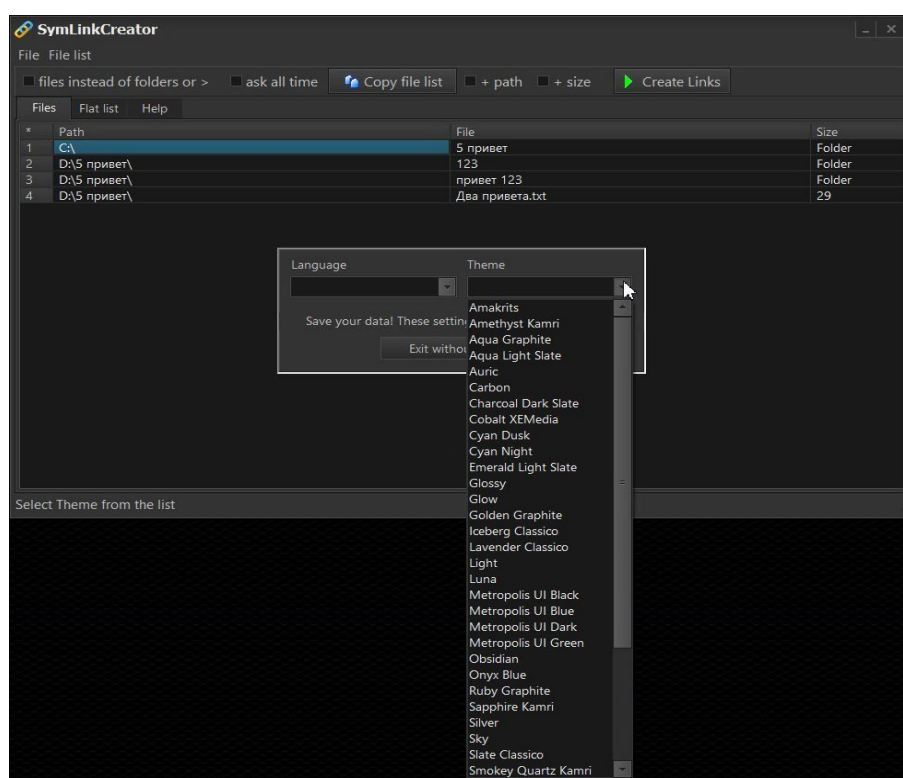 SymLinkCreator
File File list
files instead of folders or > ask all time Copy file list + path + size Create Links
Files Flat list Help
* Path File Size
1 C:\ 5 привет Folder
2 D:\5 привет\ 123 Folder
3 D:\5 привет\ привет 123 Folder
4 D:\5 привет\ Два привета.txt 29
Language Theme
Save your data! These
Exit
Amakrits
Amethyst Kamri
Aqua Graphite
Aqua Light Slate
Auric
Carbon
Charcoal Dark Slate
Cobalt XEMedia
Cyan Dusk
Cyan Night
Emerald Light Slate
Glossy
Glow
Golden Graphite
Iceberg Classico
Lavender Classico
Light
Luna
Metropolis UI Black
Metropolis UI Blue
Metropolis UI Dark
Metropolis UI Green
Obsidian
Onyx Blue
Ruby Graphite
Sapphire Kamri
Silver
Sky
Slate Classico
Smokey Quartz Kamri
Select Theme from the list